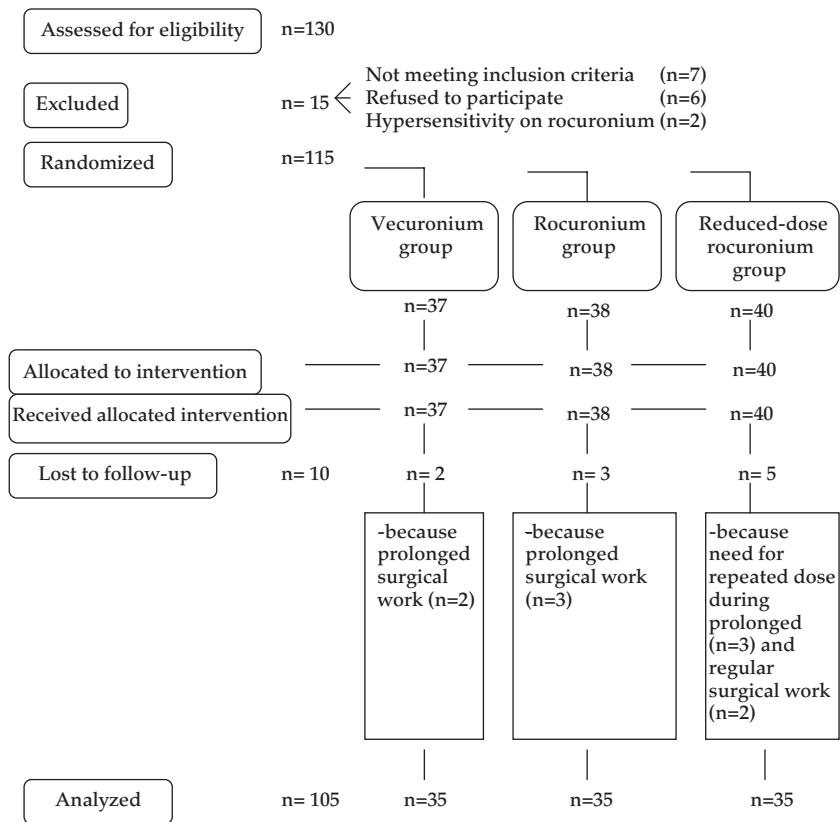 Assessed for eligibility n=130
Not meeting inclusion criteria (n=7)
Excluded n= 15 Refused to participate (n=6)
Hypersensitivity on rocuronium (n=2)
Randomized n=115
Vecuronium
group
Rocuronium
group
Reduced-dose
rocuronium
group
n=37 n=38 n=40
Allocated to intervention n=37 n=38 n=40
Received allocated intervention n=37 n=38 n=40
Lost to follow-up n= 10 n= 2 n= 3 n= 5
-because
prolonged
surgical
work (n=2)
-because
prolonged
surgical work
(n=3)
-because
need for
repeated dose
during
prolonged
(n=3) and
regular
surgical work
(n=2)
Analyzed n= 105 n=35 n=35 n=35